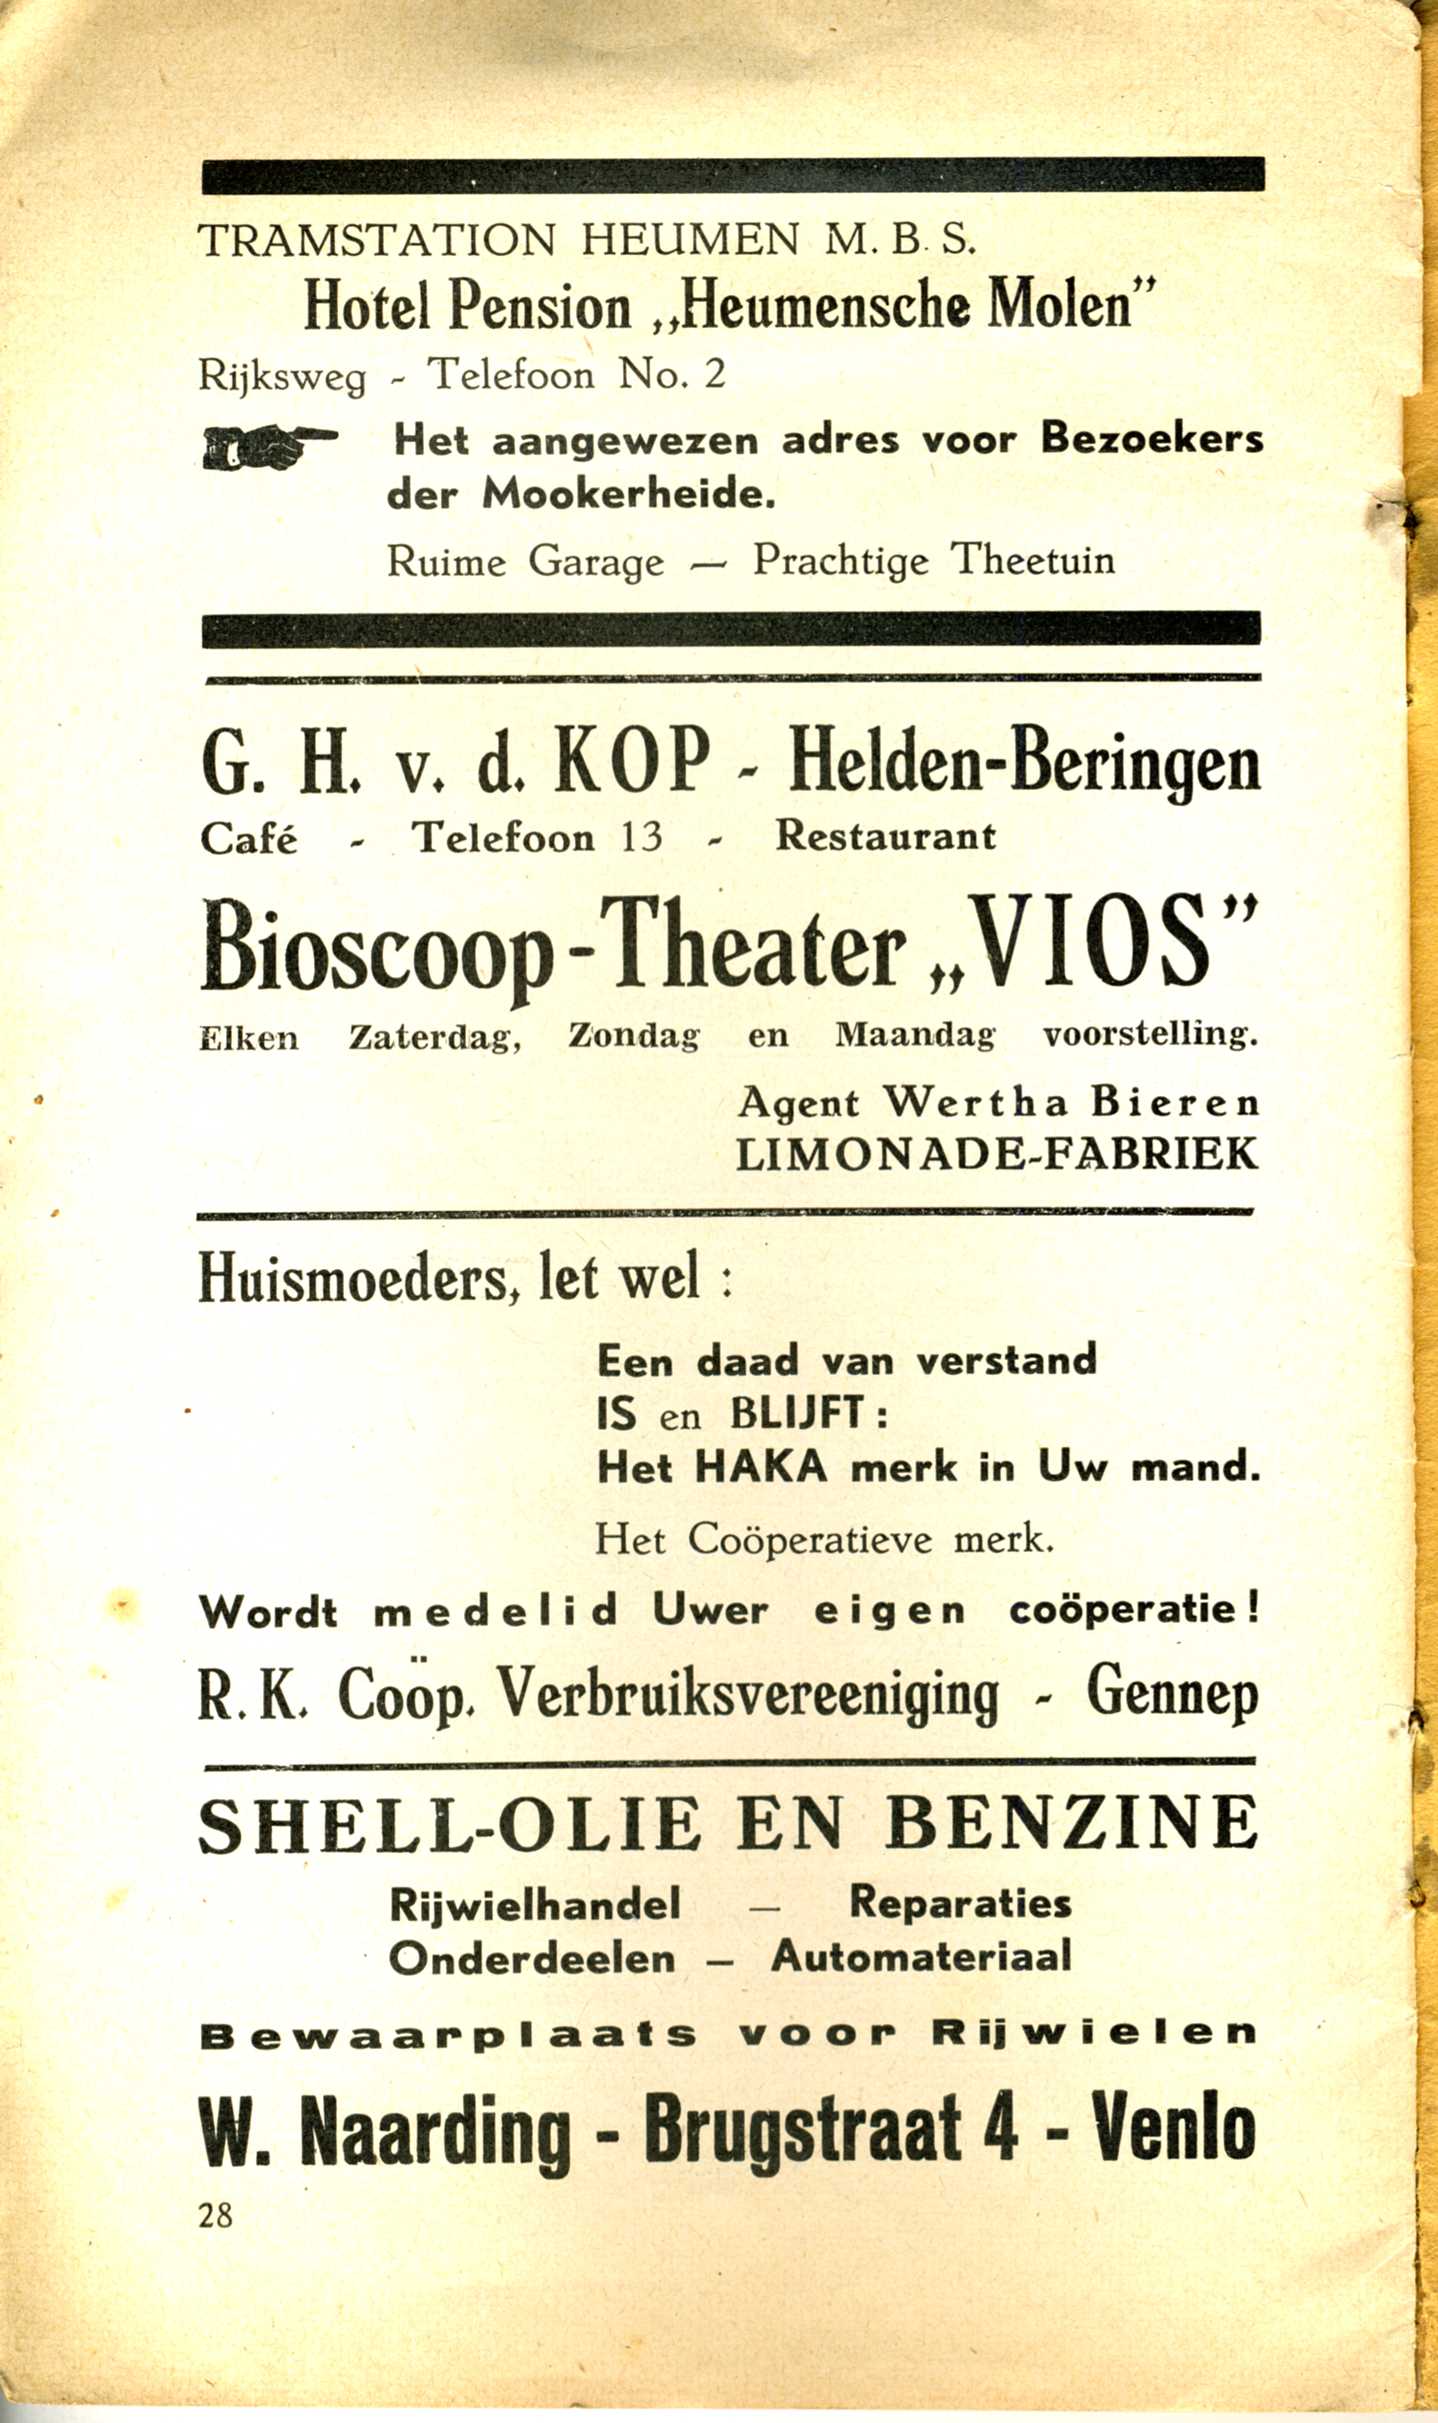 TRAMSTATION HEUMEN M. B. S.
Hotel Pension „Heumensche Molen”
Rijksweg - Telefoon No. 2
Het aangewezen adres voor Bezoekers
der Mookerheide.
Ruime Garage — Prachtige Theetuin
G. H. v. d. KOP - Helden-Beringen
Café - Telefoon 13 - Restaurant
Bioscoop-Theater „VIOS”
Elken Zaterdag, Zondag en Maandag voorstelling.
Agent Wertha Bieren
LIMONADE-FABRIEK
Huismoeders, let wel :
Een daad van verstand
IS en BLIJFT :
Het HAKA merk in Uw mand.
Het Coöperatieve merk.
Wordt medelid Uwer eigen coöperatie!
R. K. Coöp. Verbruiksvereeniging - Gennep
SHELL-OLIE EN BENZINE
Rijwielhandel — Reparaties
Onderdeelen — Automateriaal
Bewaarplaats voor Rijwielen
W. Naarding - Brugstraat 4 - Venlo
28